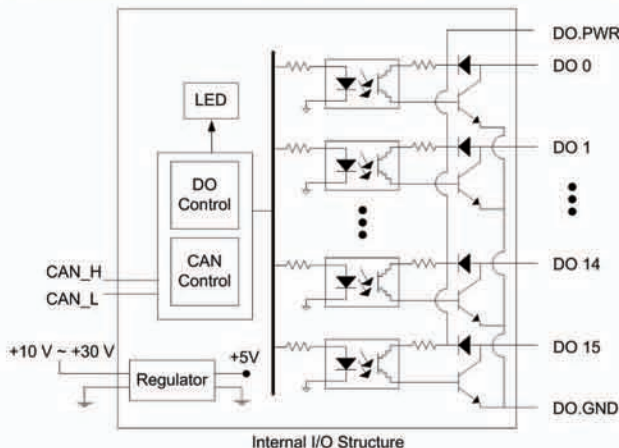 DO.PWR
DO 0
LED
DO 1
DO
Control
CAN
Control
CAN_H
CAN_L
DO 14
+10 V ~ +30 V
+5V
Regulator
DO 15
DO.GND
Internal I/O Structure